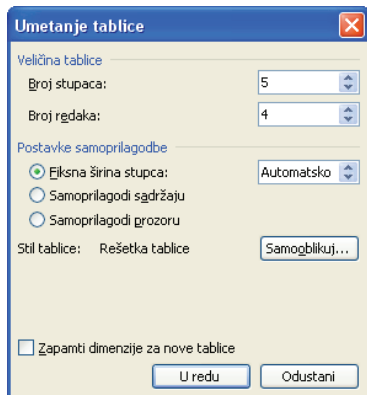 Umetanje tablice
Veličina tablice
Broj stupaca: 5
Broj redaka: 4
Postavke samoprilagodbe
Fiksna širina stupca: Automatsko
Samoprilagodi sadržaju
Samoprilagodi prozoru
Stil tablice: Rešetka tablice Samooblikuj...
Zapamti dimenzije za nove tablice
U redu Odustani